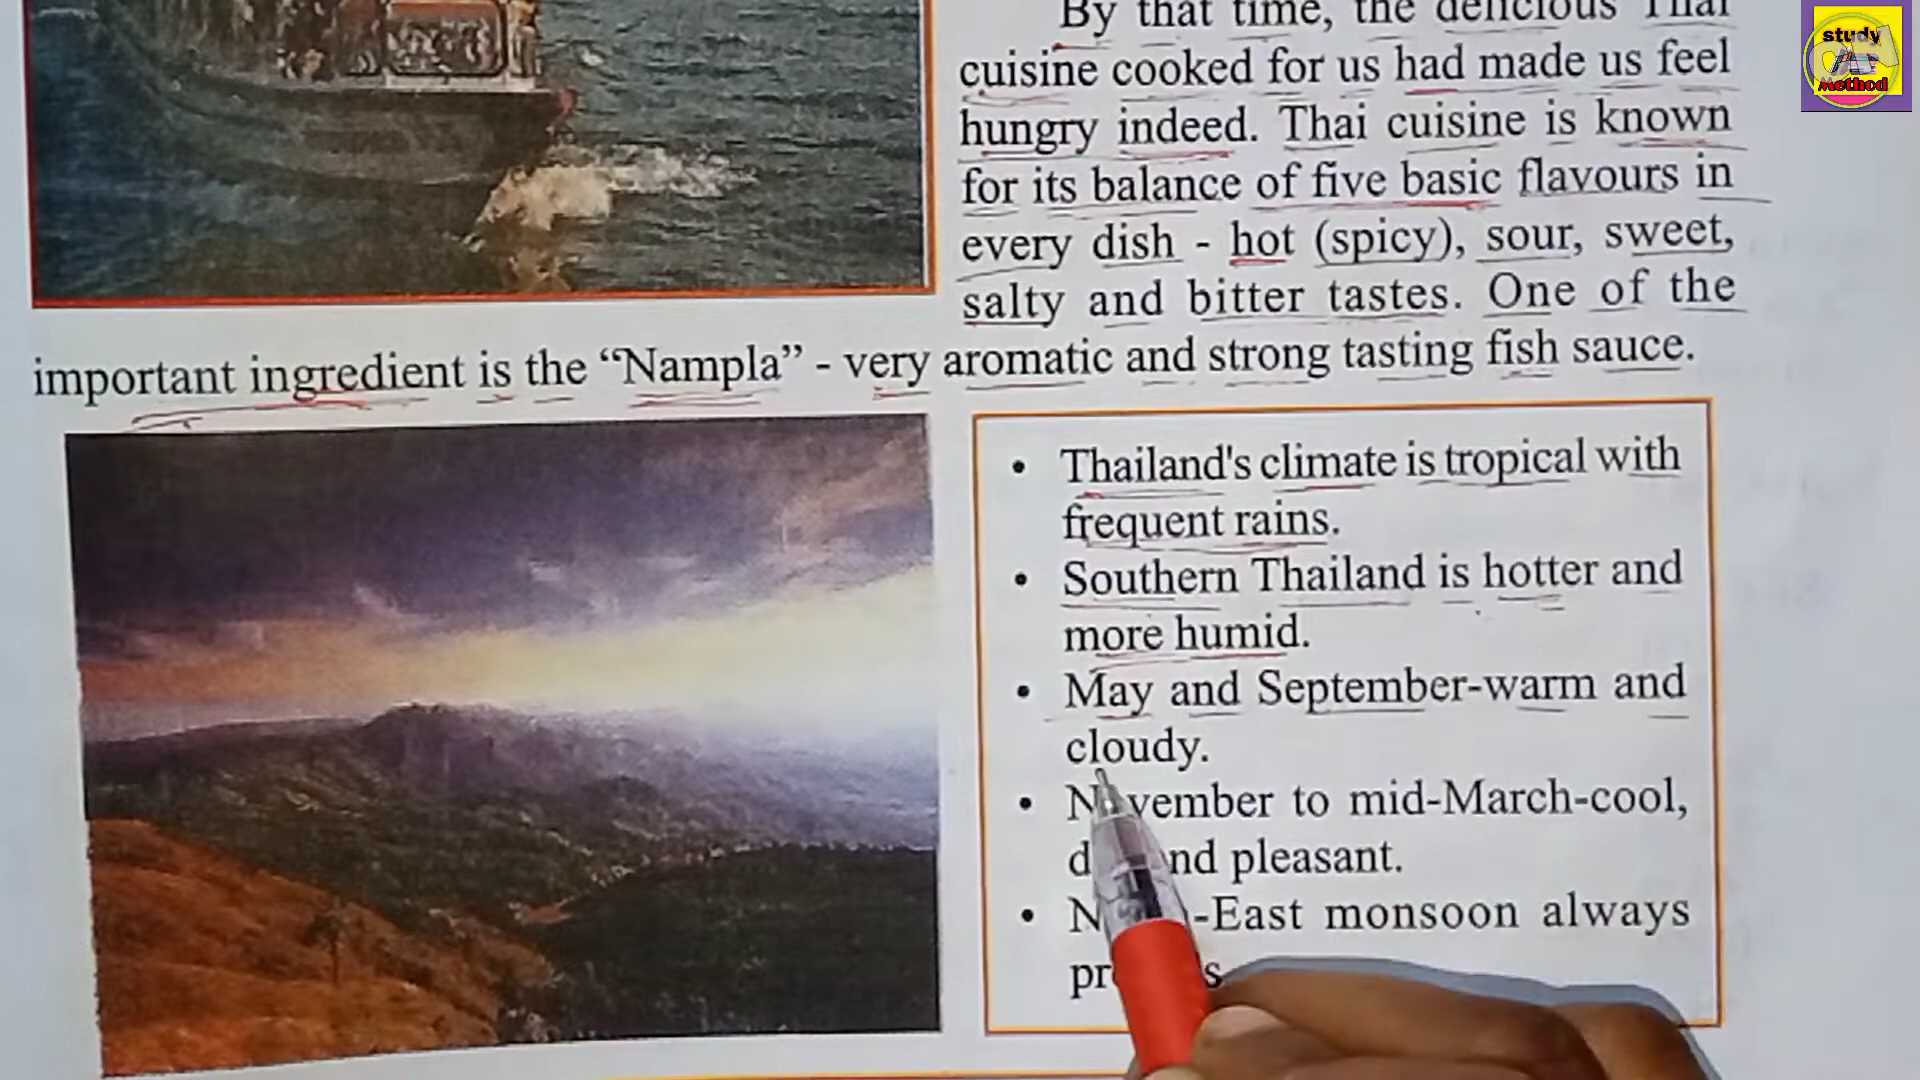 By that time, the delicious Thai
cuisine cooked for us had made us feel
hungry indeed. Thai cuisine is known
for its balance of five basic flavours in
every dish - hot (spicy), sour, sweet,
salty and bitter tastes. One of the
important ingredient is the “Nampla” - very aromatic and strong tasting fish sauce.
• Thailand's climate is tropical with
frequent rains.
• Southern Thailand is hotter and
more humid.
• May and September-warm and
cloudy.
• November to mid-March-cool,
and pleasant.
• -East monsoon always
study
Method